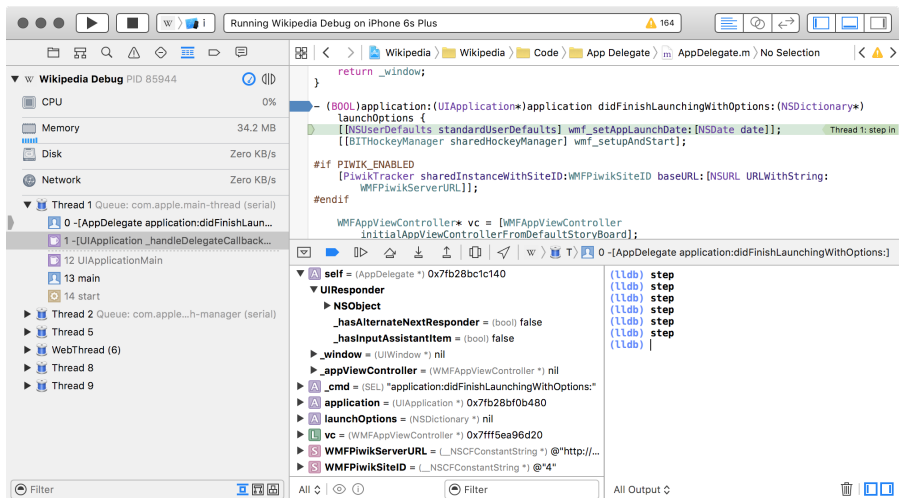 Running Wikipedia Debug on iPhone 6s Plus
164
Wikipedia Debug PID 85944
CPU 0%
Memory 34.2 MB
Disk Zero KB/s
Network Zero KB/s
Thread 1 Queue: com.apple.main-thread (serial)
0 -[AppDelegate application:didFinishLaun...
1 -[UIApplication _handleDelegateCallback...
12 UIApplicationMain
13 main
14 start
Thread 2 Queue: com.apple...h-manager (serial)
Thread 5
WebThread (6)
Thread 8
Thread 9
Filter
Wikipedia Wikipedia Code App Delegate m AppDelegate.m No Selection
return _window;
}
- (BOOL)application:(UIApplication*)application didFinishLaunchingWithOptions:(NSDictionary*)
launchOptions {
[[NSUserDefaults standardUserDefaults] wmf_setAppLaunchDate:[NSDate date]];
Thread 1: step in
[[BITHockeyManager sharedHockeyManager] wmf_setupAndStart];
#if PIWIK_ENABLED
[PiwikTracker sharedInstanceWithSiteID:WMFPiwikSiteID baseURL:[NSURL URLWithString:
WMFPiwikServerURL]];
#endif
WMFAppViewController* vc = [WMFAppViewController
initialAppViewControllerFromDefaultStoryBoard];
W T 0 -[AppDelegate application:didFinishLaunchingWithOptions:]
A self = (AppDelegate *) 0x7fb28bc1c140
UIResponder
NSObject
_hasAlternateNextResponder = (bool) false
_hasInputAssistantItem = (bool) false
_window = (UIWindow *) nil
_appViewController = (WMFAppViewController *) nil
A _cmd = (SEL) "application:didFinishLaunchingWithOptions:"
A application = (UIApplication *) 0x7fb28bf0b480
A launchOptions = (NSDictionary *) nil
L vc = (WMFAppViewController *) 0x7fff5ea96d20
S WMFPiwikServerURL = (__NSCFConstantString *) @"http://...
S WMFPiwikSiteID = (__NSCFConstantString *) @"4"
All
Filter
(lldb) step
(lldb) step
(lldb) step
(lldb) step
(lldb) step
(lldb) step
(lldb)
All Output